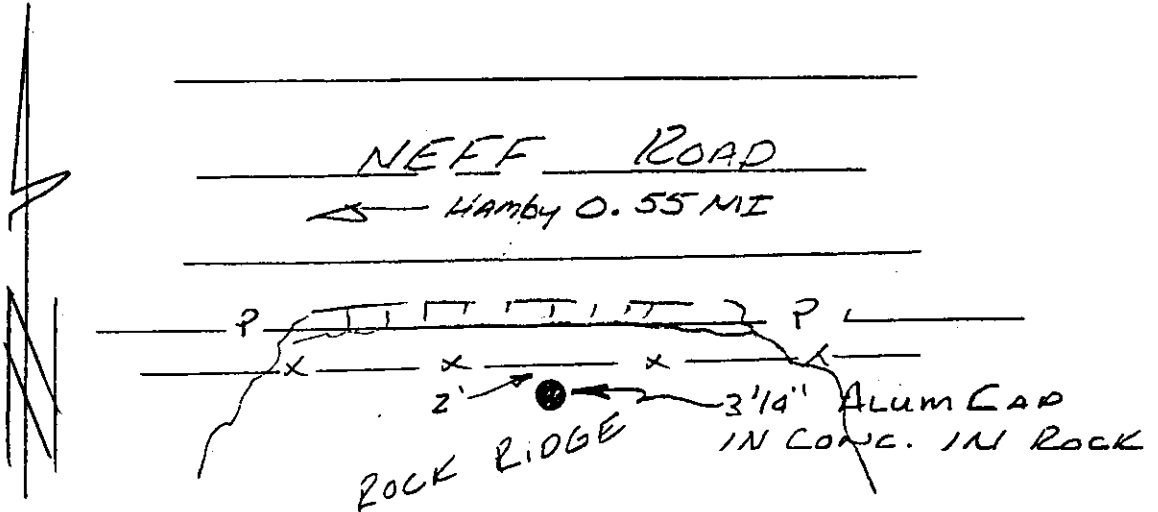 NEFF ROAD
Hamby 0.55 MI
P P
x x x x
2'
3 1/4" ALUM CAP
IN CONC. IN ROCK
ROCK RIDGE
N